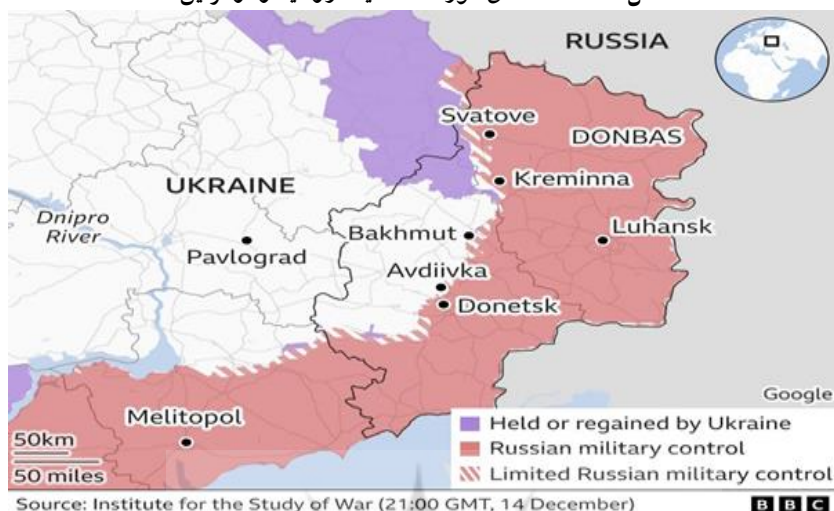 RUSSIA
Svatove
DONBAS
Kreminna
UKRAINE
Dnipro
River
Pavlograd
Bakhmut
Luhansk
Avdiivka
Donetsk
Google
Melitopol
50km
50 miles
Held or regained by Ukraine
Russian military control
Limited Russian military control
Source: Institute for the Study of War (21:00 GMT, 14 December)
BBC